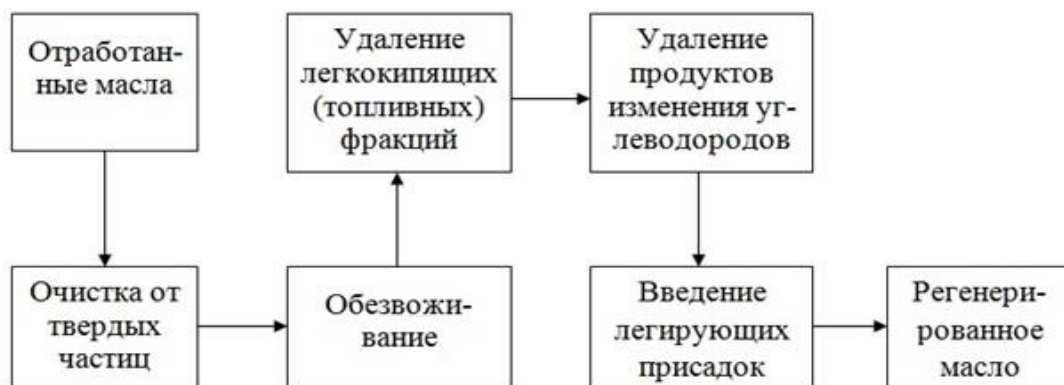 Отработан-
ные масла
Удаление
легкокипящих
(топливных)
фракций
Удаление
продуктов
изменения уг-
леводородов
Очистка от
твердых
частиц
Обезвожи-
вание
Введение
легирующих
присадок
Регенери-
рованное
масло